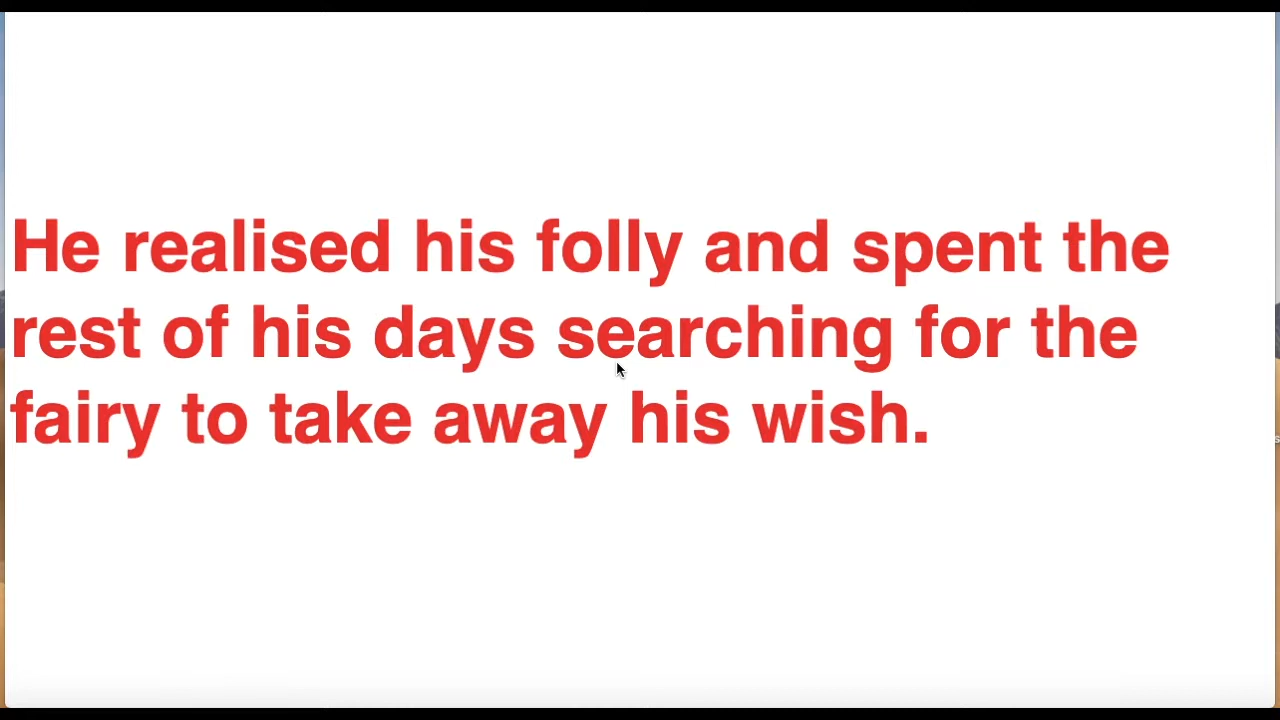 He realised his folly and spent the
rest of his days searching for the
fairy to take away his wish.